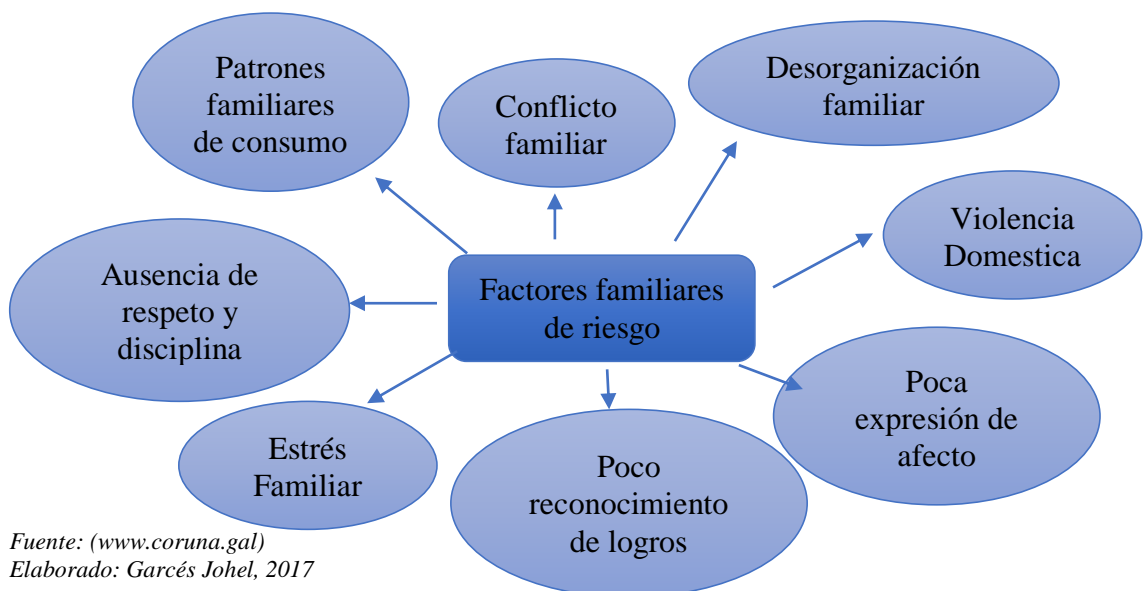 Patrones
familiares
de consumo
Conflicto
familiar
Desorganización
familiar
Violencia
Domestica
Ausencia de
respeto y
disciplina
Factores familiares
de riesgo
Poca
expresión de
afecto
Estrés
Familiar
Poco
reconocimiento
de logros
Fuente: (www.coruna.gal)
Elaborado: Garcés Johel, 2017